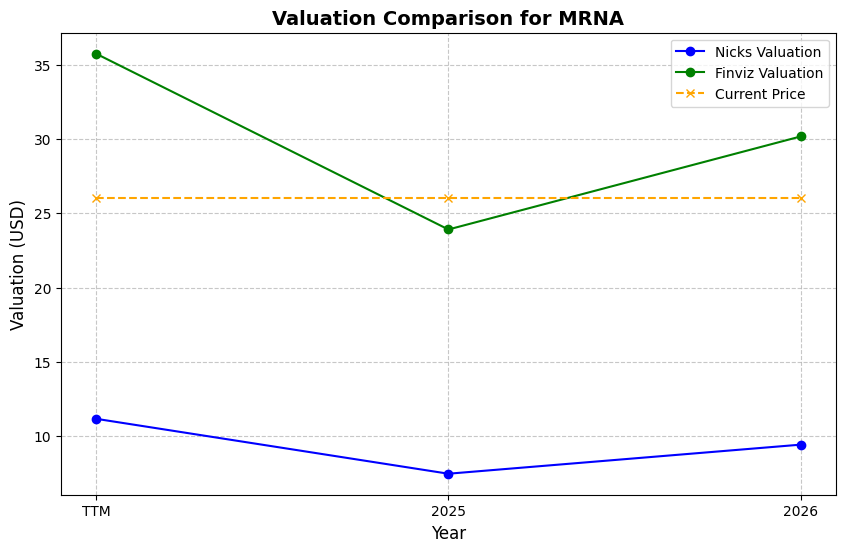 Valuation Comparison for MRNA
Nicks Valuation
Finviz Valuation
Current Price
Valuation (USD)
35
30
25
20
15
10
TTM
2025
2026
Year